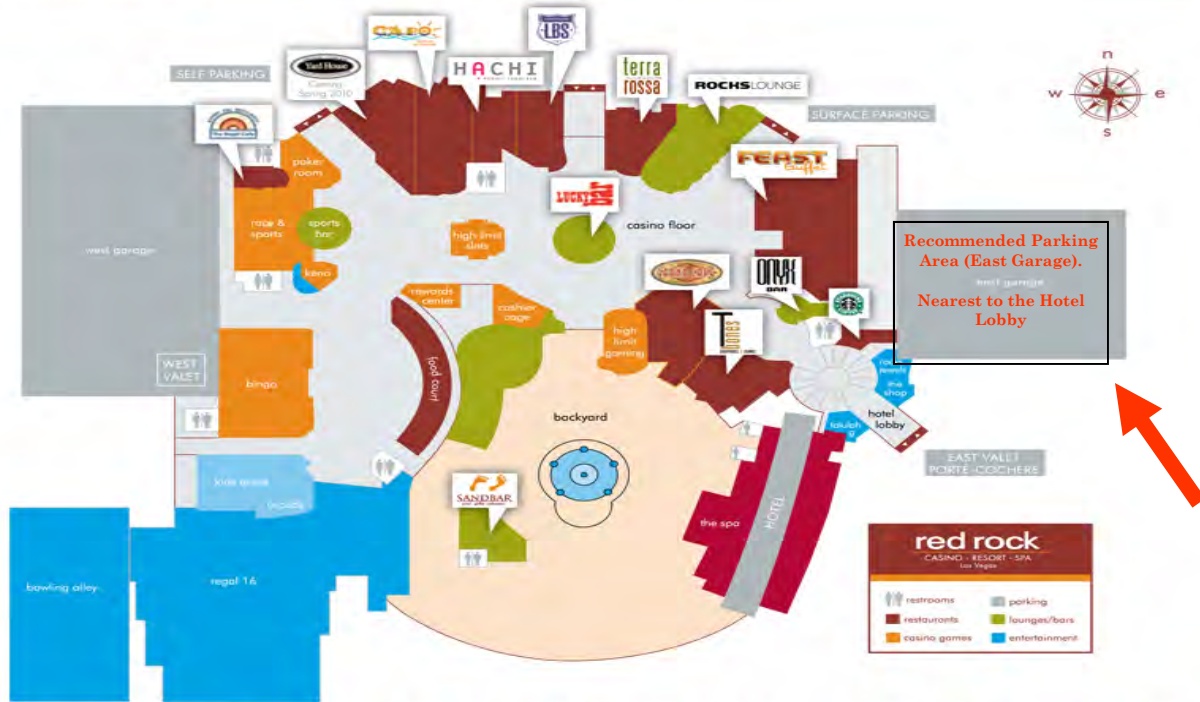 CABO
LBS
n
w
e
s
SELF PARKING
Yard House
Coming
Spring 2010
HACHI
terra
rossa
ROCHSLOUNGE
SURFACE PARKING
The Bagel Cafe
poker
room
FEAST
buffet
LUCKY
BAR
race &
sports
sports
bar
casino floor
high limit
slots
west garage
keno
Recommended Parking
Area (East Garage).
east garage
Nearest to the Hotel
Lobby
ONYX
BAR
rewards
center
cashier
cage
high
limit
gaming
T
bones
food court
WEST
VALET
bingo
the
shop
hotel
lobby
backyard
EAST VALET
PORTE-COCHERE
kids quest
SANDBAR
the spa
HOTEL
bowling alley
regal 16
red rock
CASINO · RESORT · SPA
Las Vegas
restrooms
parking
restaurants
lounges/bars
casino games
entertainment